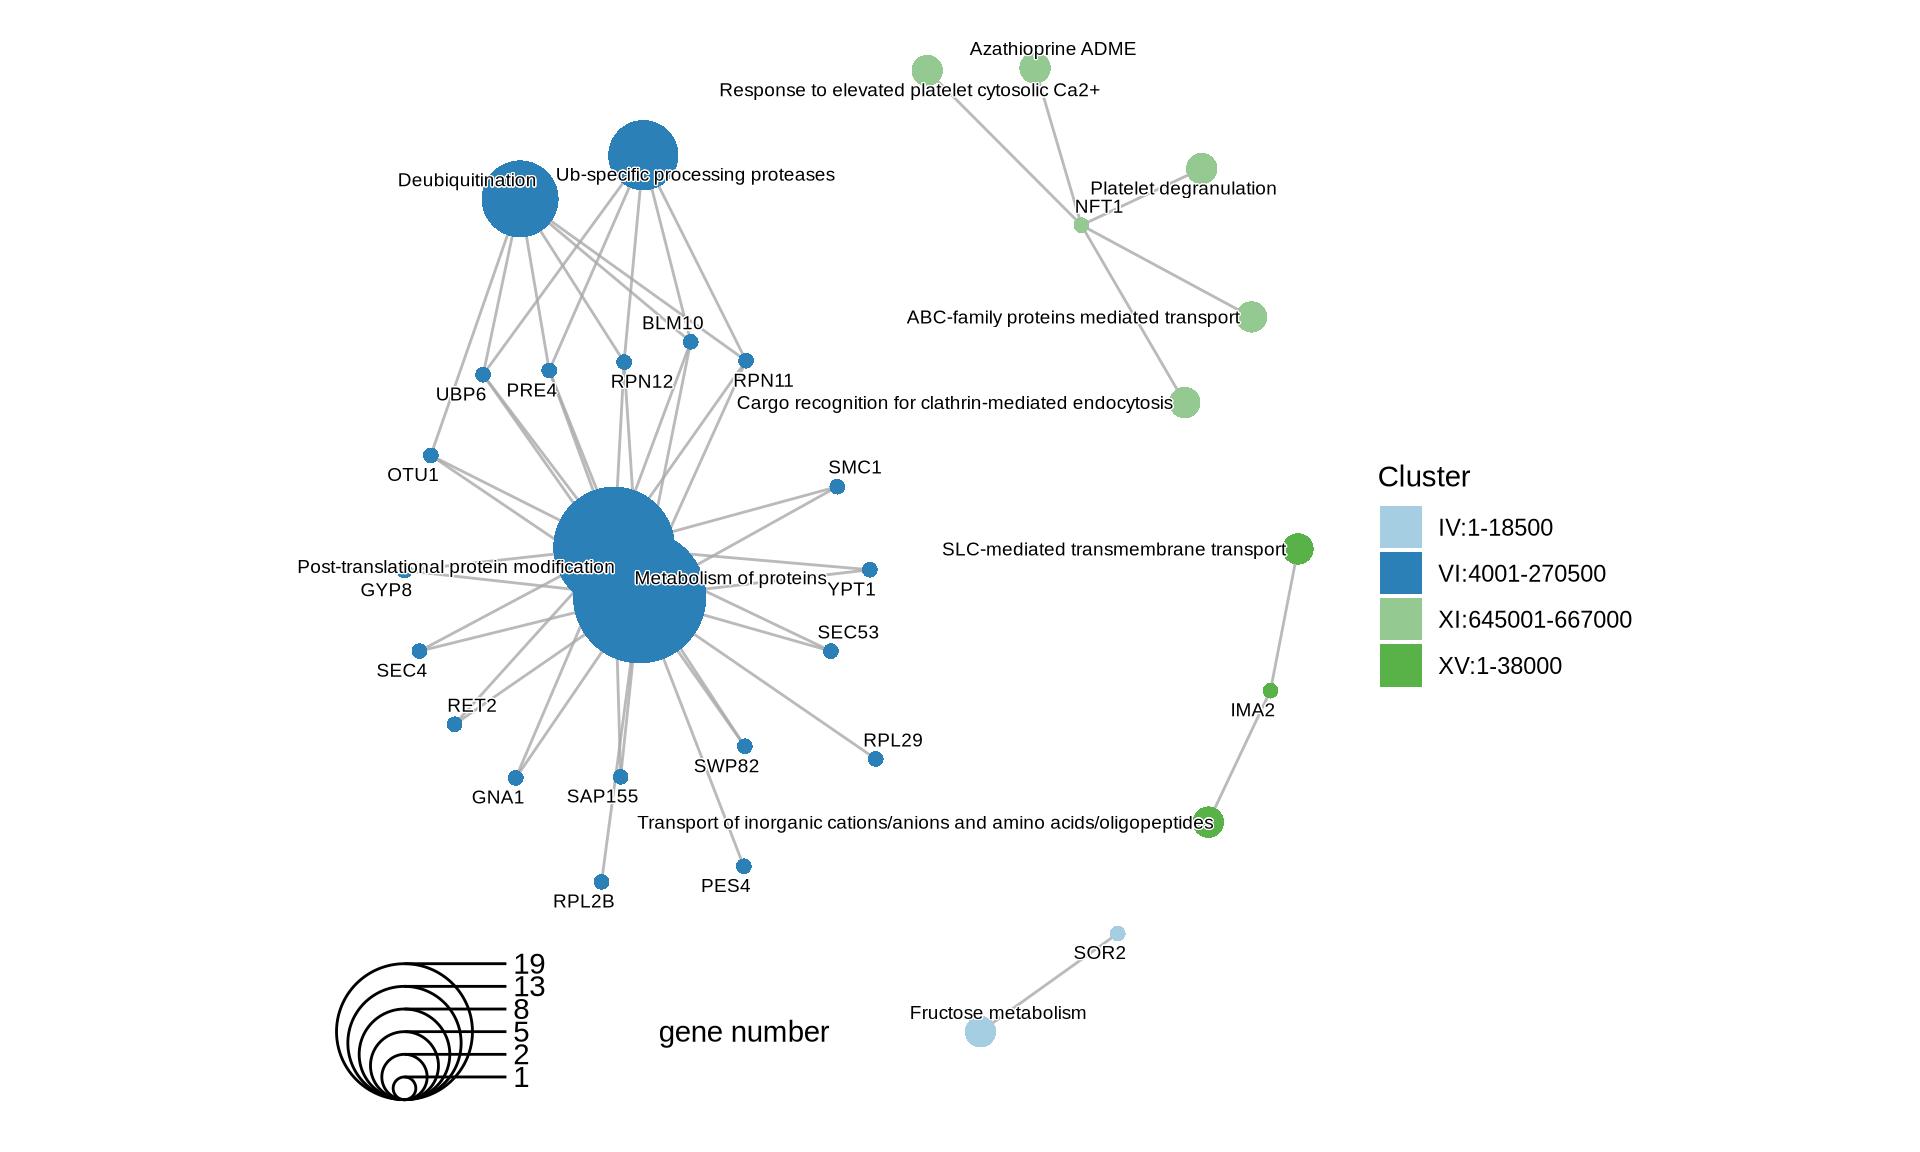 Azathioprine ADME
Response to elevated platelet cytosolic Ca2+
Deubiquitination
Ub-specific processing proteases
Platelet degranulation
NFT1
ABC-family proteins mediated transport
BLM10
UBP6
PRE4
RPN12
RPN11
Cargo recognition for clathrin-mediated endocytosis
OTU1
SMC1
Cluster
IV:1-18500
VI:4001-270500
XI:645001-667000
XV:1-38000
SLC-mediated transmembrane transport
Post-translational protein modification
Metabolism of proteins
GYP8
YPT1
SEC53
SEC4
RET2
IMA2
RPL29
SWP82
GNA1
SAP155
Transport of inorganic cations/anions and amino acids/oligopeptides
PES4
RPL2B
SOR2
Fructose metabolism
19
13
8
5
2
1
gene number